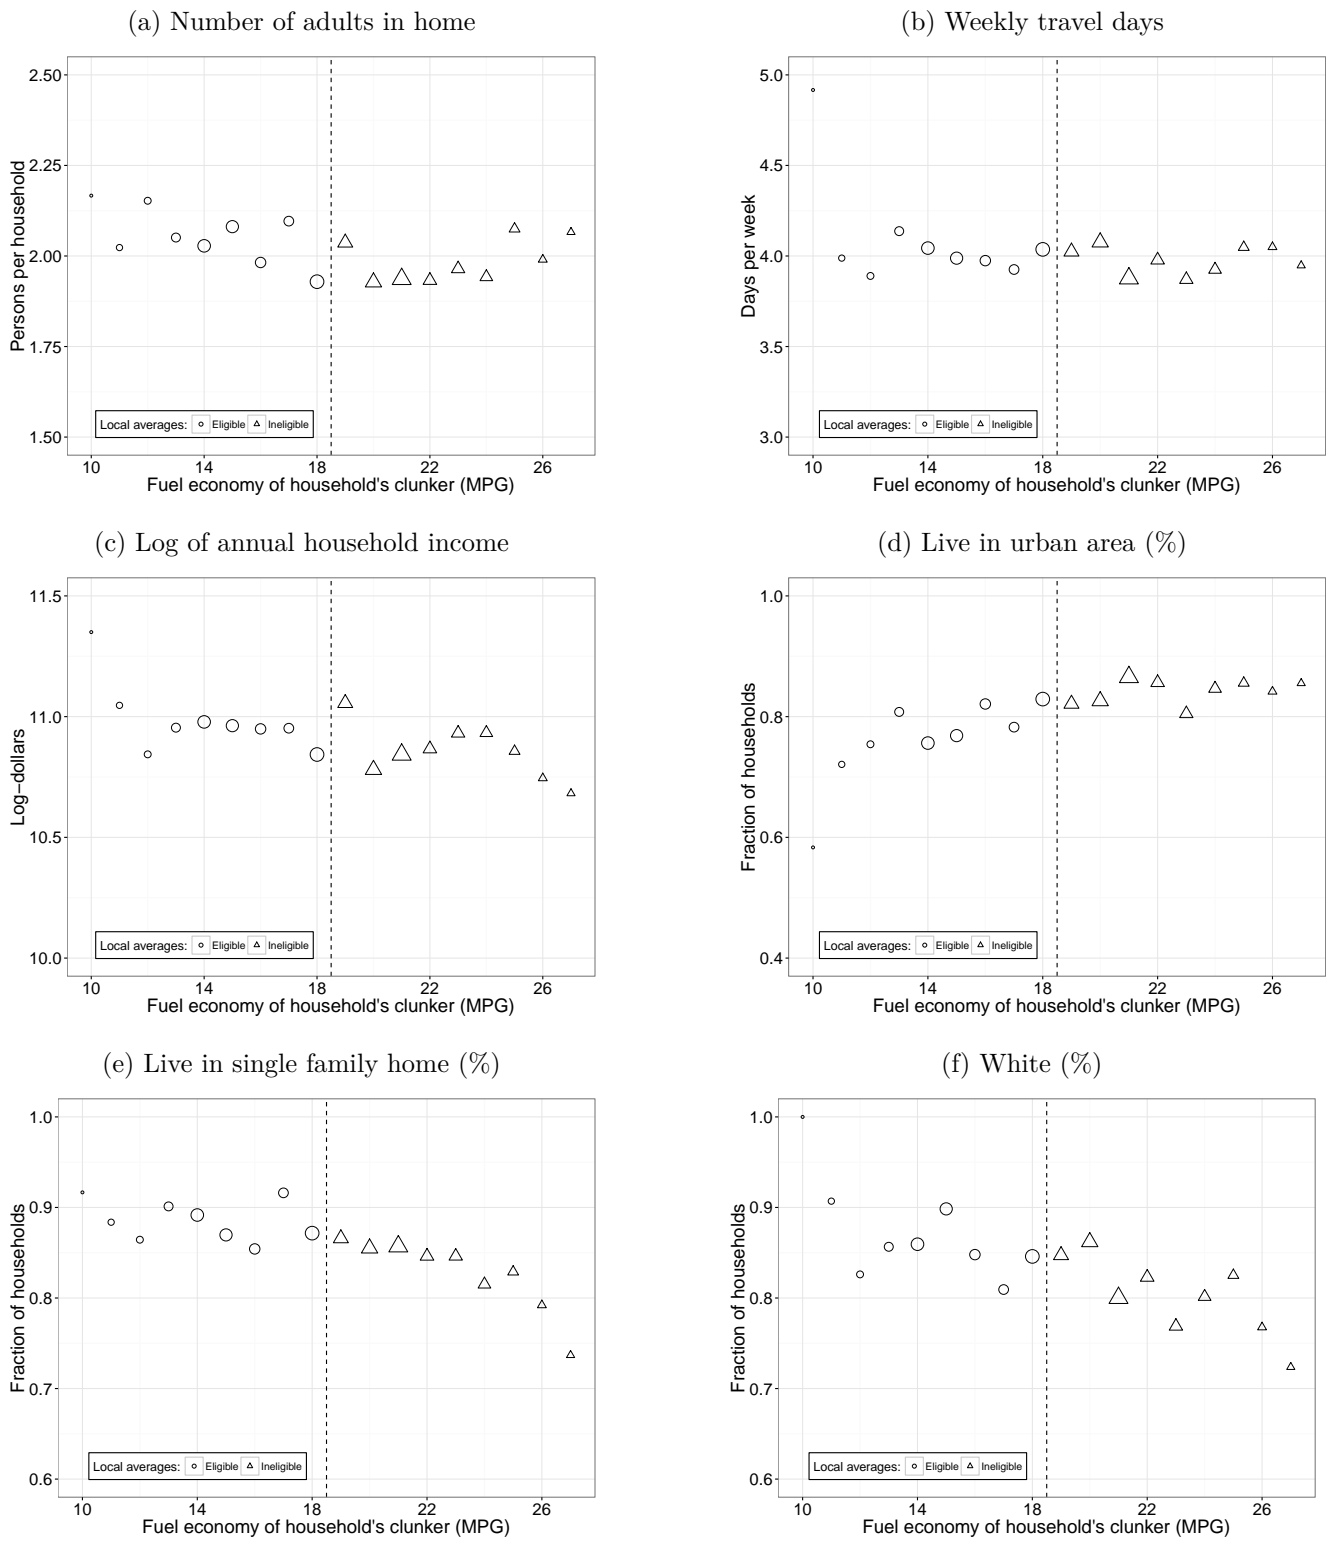 (a) Number of adults in home
2.50
2.25
2.00
1.75
1.50
Persons per household
Local averages: Eligible Ineligible
10 14 18 22 26
Fuel economy of household's clunker (MPG)
(b) Weekly travel days
5.0
4.5
4.0
3.5
3.0
Days per week
Local averages: Eligible Ineligible
10 14 18 22 26
Fuel economy of household's clunker (MPG)
(c) Log of annual household income
11.5
11.0
10.5
10.0
Log−dollars
Local averages: Eligible Ineligible
10 14 18 22 26
Fuel economy of household's clunker (MPG)
(d) Live in urban area (%)
1.0
0.8
0.6
0.4
Fraction of households
Local averages: Eligible Ineligible
10 14 18 22 26
Fuel economy of household's clunker (MPG)
(e) Live in single family home (%)
1.0
0.9
0.8
0.7
0.6
Fraction of households
Local averages: Eligible Ineligible
10 14 18 22 26
Fuel economy of household's clunker (MPG)
(f) White (%)
1.0
0.9
0.8
0.7
0.6
Fraction of households
Local averages: Eligible Ineligible
10 14 18 22 26
Fuel economy of household's clunker (MPG)